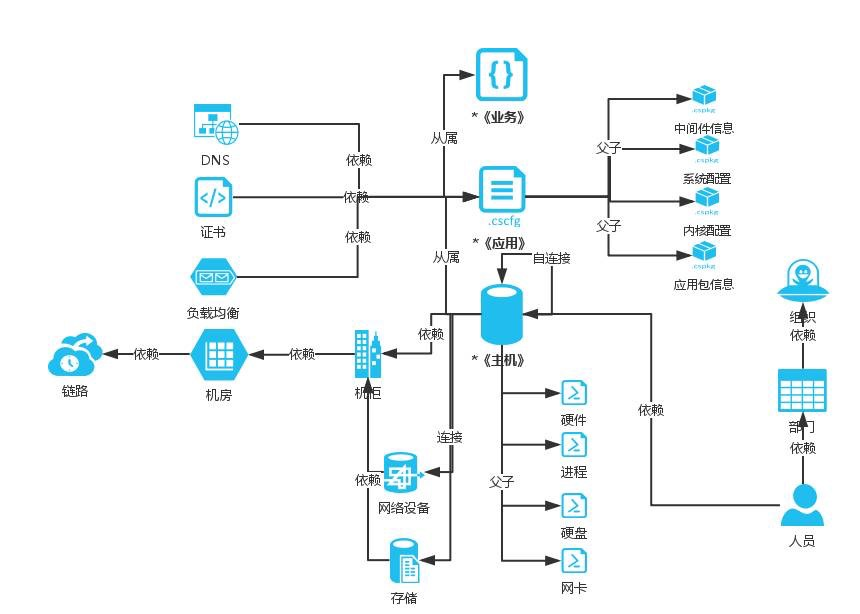 {}
*《业务》
.cspkg
中间件信息
从属
父子
DNS
依赖
.cspkg
系统配置
</>
依赖
.cscfg
.cspkg
证书
*《应用》
父子
内核配置
依赖
.cspkg
从属
自连接
应用包信息
负载均衡
组织
依赖
依赖
依赖
依赖
*《主机》
链路
机房
机柜
部门
硬件
依赖
连接
依赖
进程
依赖
父子
网络设备
硬盘
人员
存储
网卡